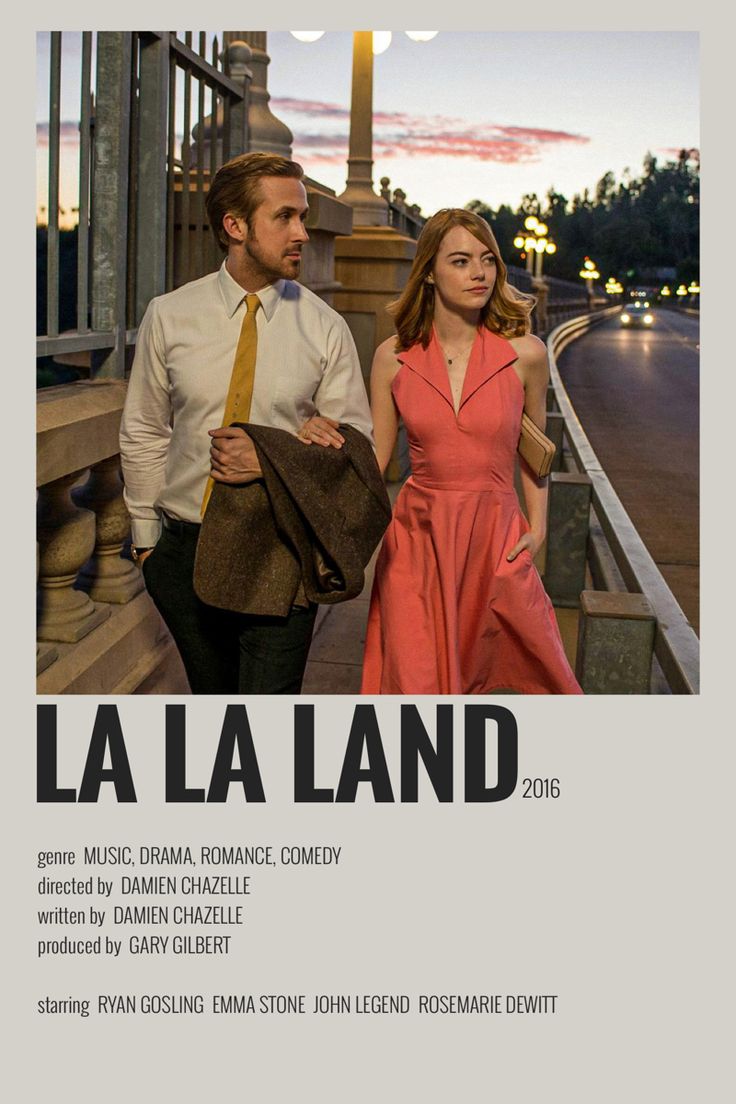 LA LA LAND 2016
genre MUSIC, DRAMA, ROMANCE, COMEDY
directed by DAMIEN CHAZELLE
written by DAMIEN CHAZELLE
produced by GARY GILBERT
starring RYAN GOSLING EMMA STONE JOHN LEGEND ROSEMARIE DEWITT